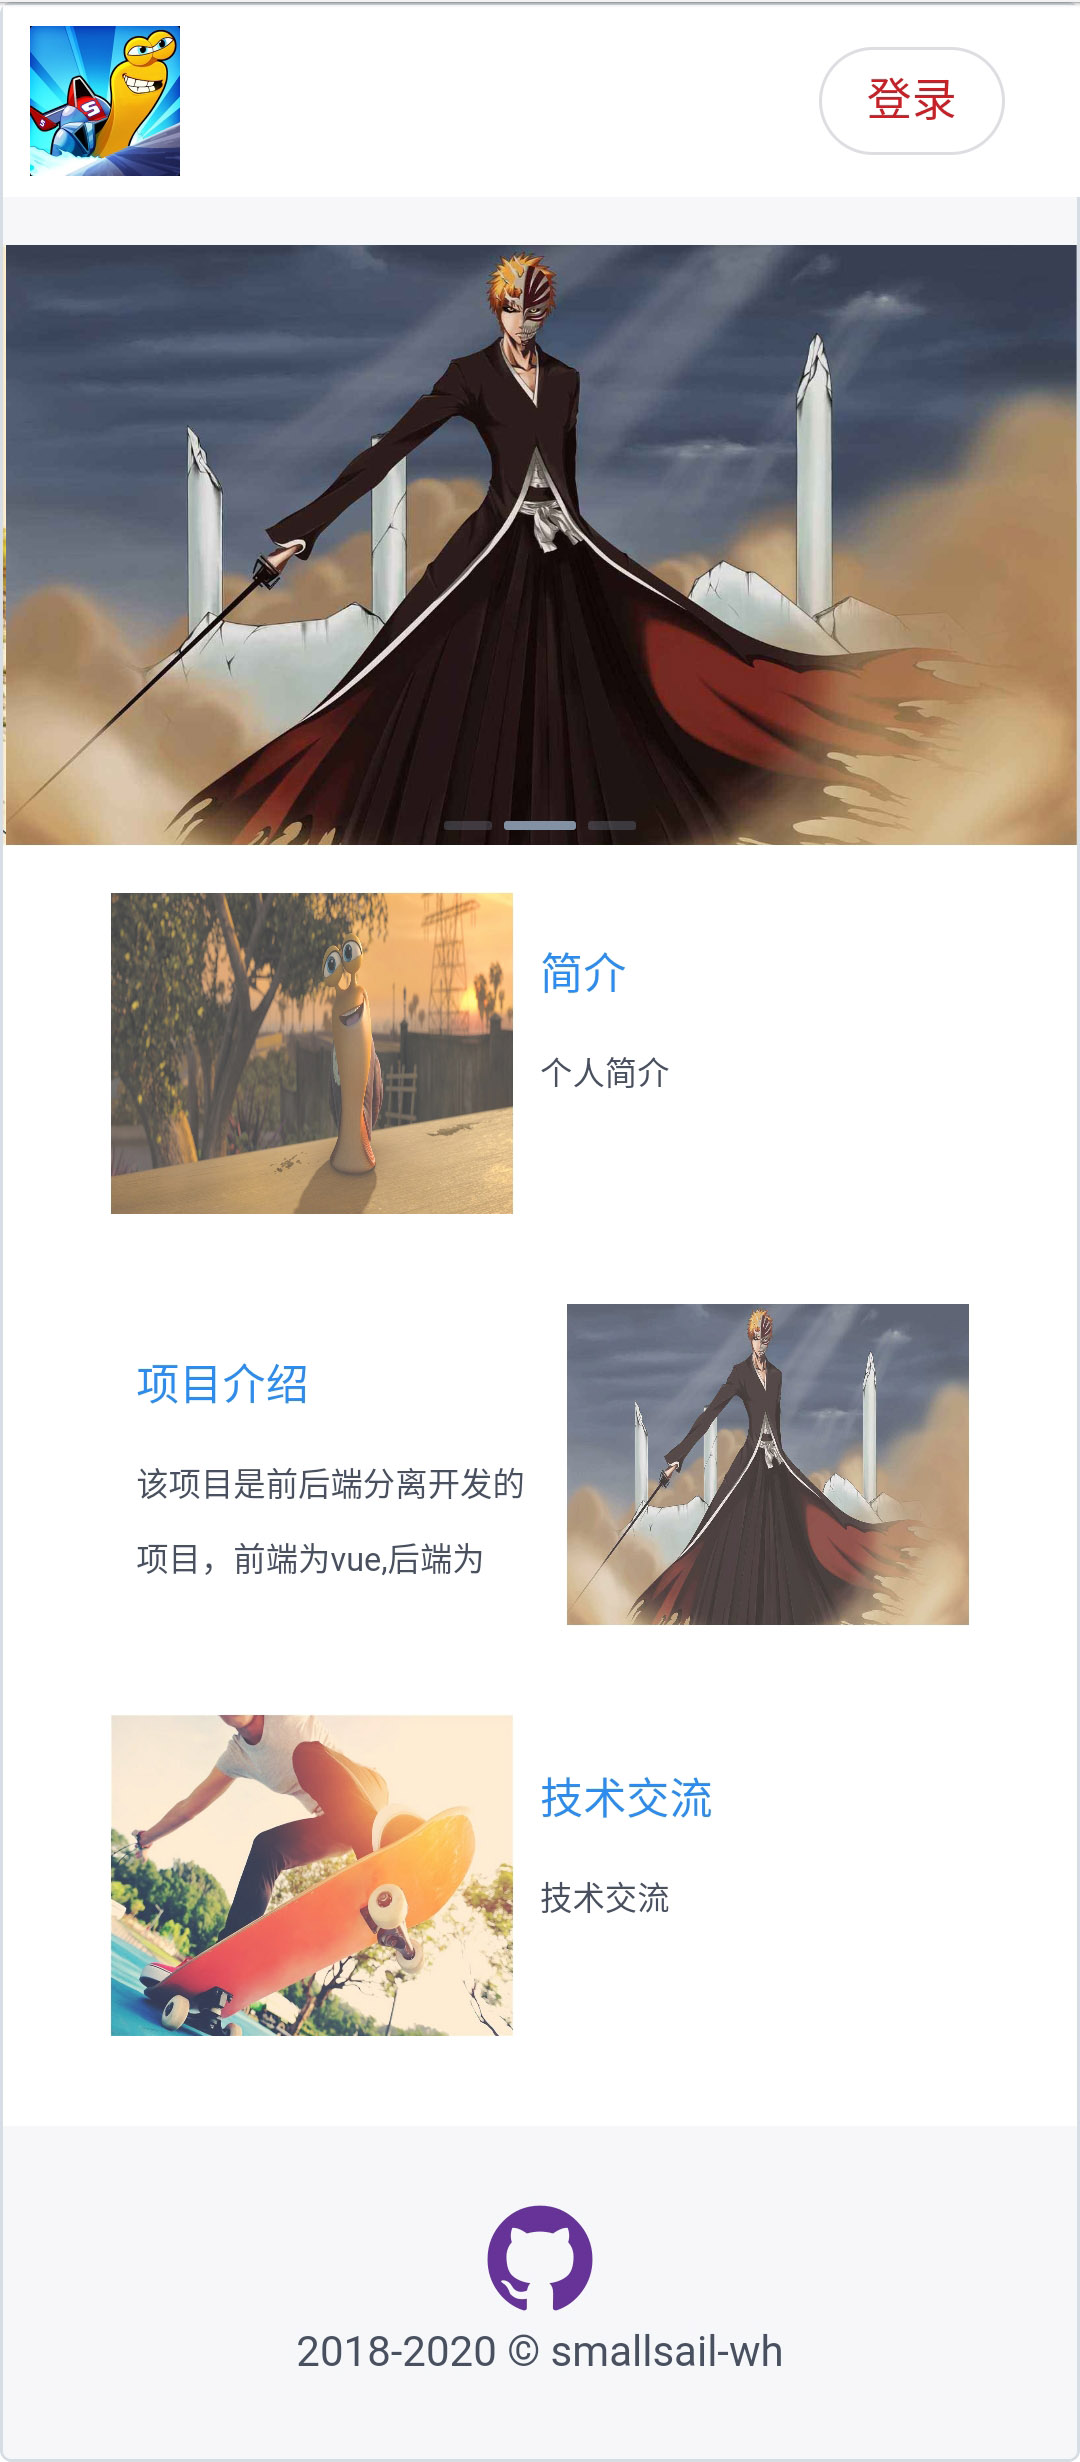 登录
简介
个人简介
项目介绍
该项目是前后端分离开发的
项目，前端为vue,后端为
技术交流
技术交流
2018-2020 © smallsail-wh